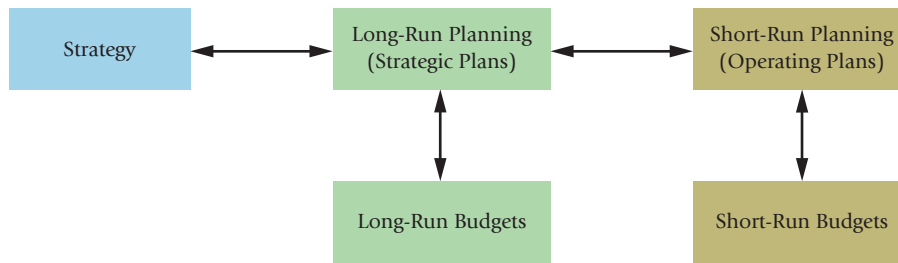 Strategy
Long-Run Planning
(Strategic Plans)
Short-Run Planning
(Operating Plans)
Long-Run Budgets
Short-Run Budgets